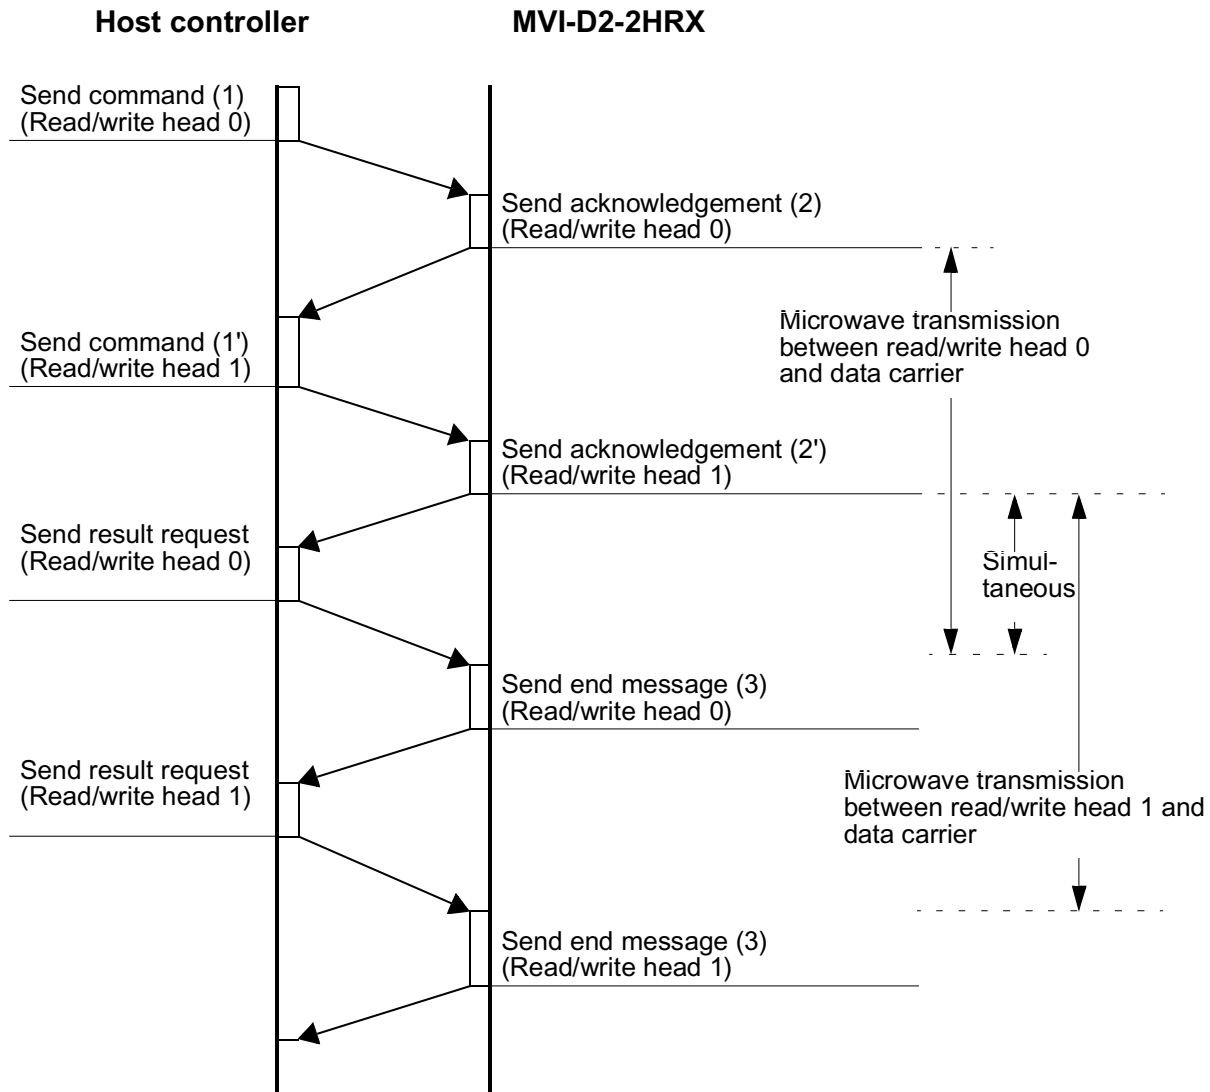 Host controller
MVI-D2-2HRX
Send command (1)
(Read/write head 0)
Send acknowledgement (2)
(Read/write head 0)
Microwave transmission
between read/write head 0
and data carrier
Send command (1')
(Read/write head 1)
Send acknowledgement (2')
(Read/write head 1)
Send result request
(Read/write head 0)
Simul-
taneous
Send end message (3)
(Read/write head 0)
Send result request
(Read/write head 1)
Microwave transmission
between read/write head 1 and
data carrier
Send end message (3)
(Read/write head 1)